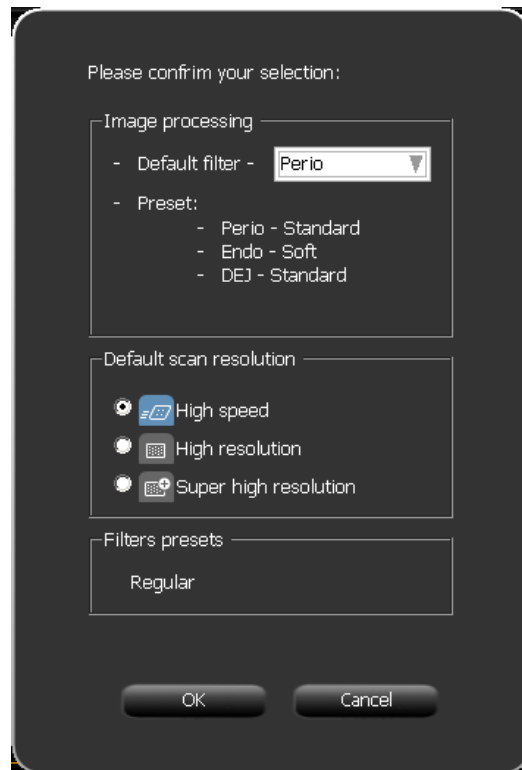 Please confrim your selection:
Image processing
- Default filter - Perio
- Preset:
- Perio - Standard
- Endo - Soft
- DEJ - Standard
Default scan resolution
High speed
High resolution
Super high resolution
Filters presets
Regular
OK Cancel